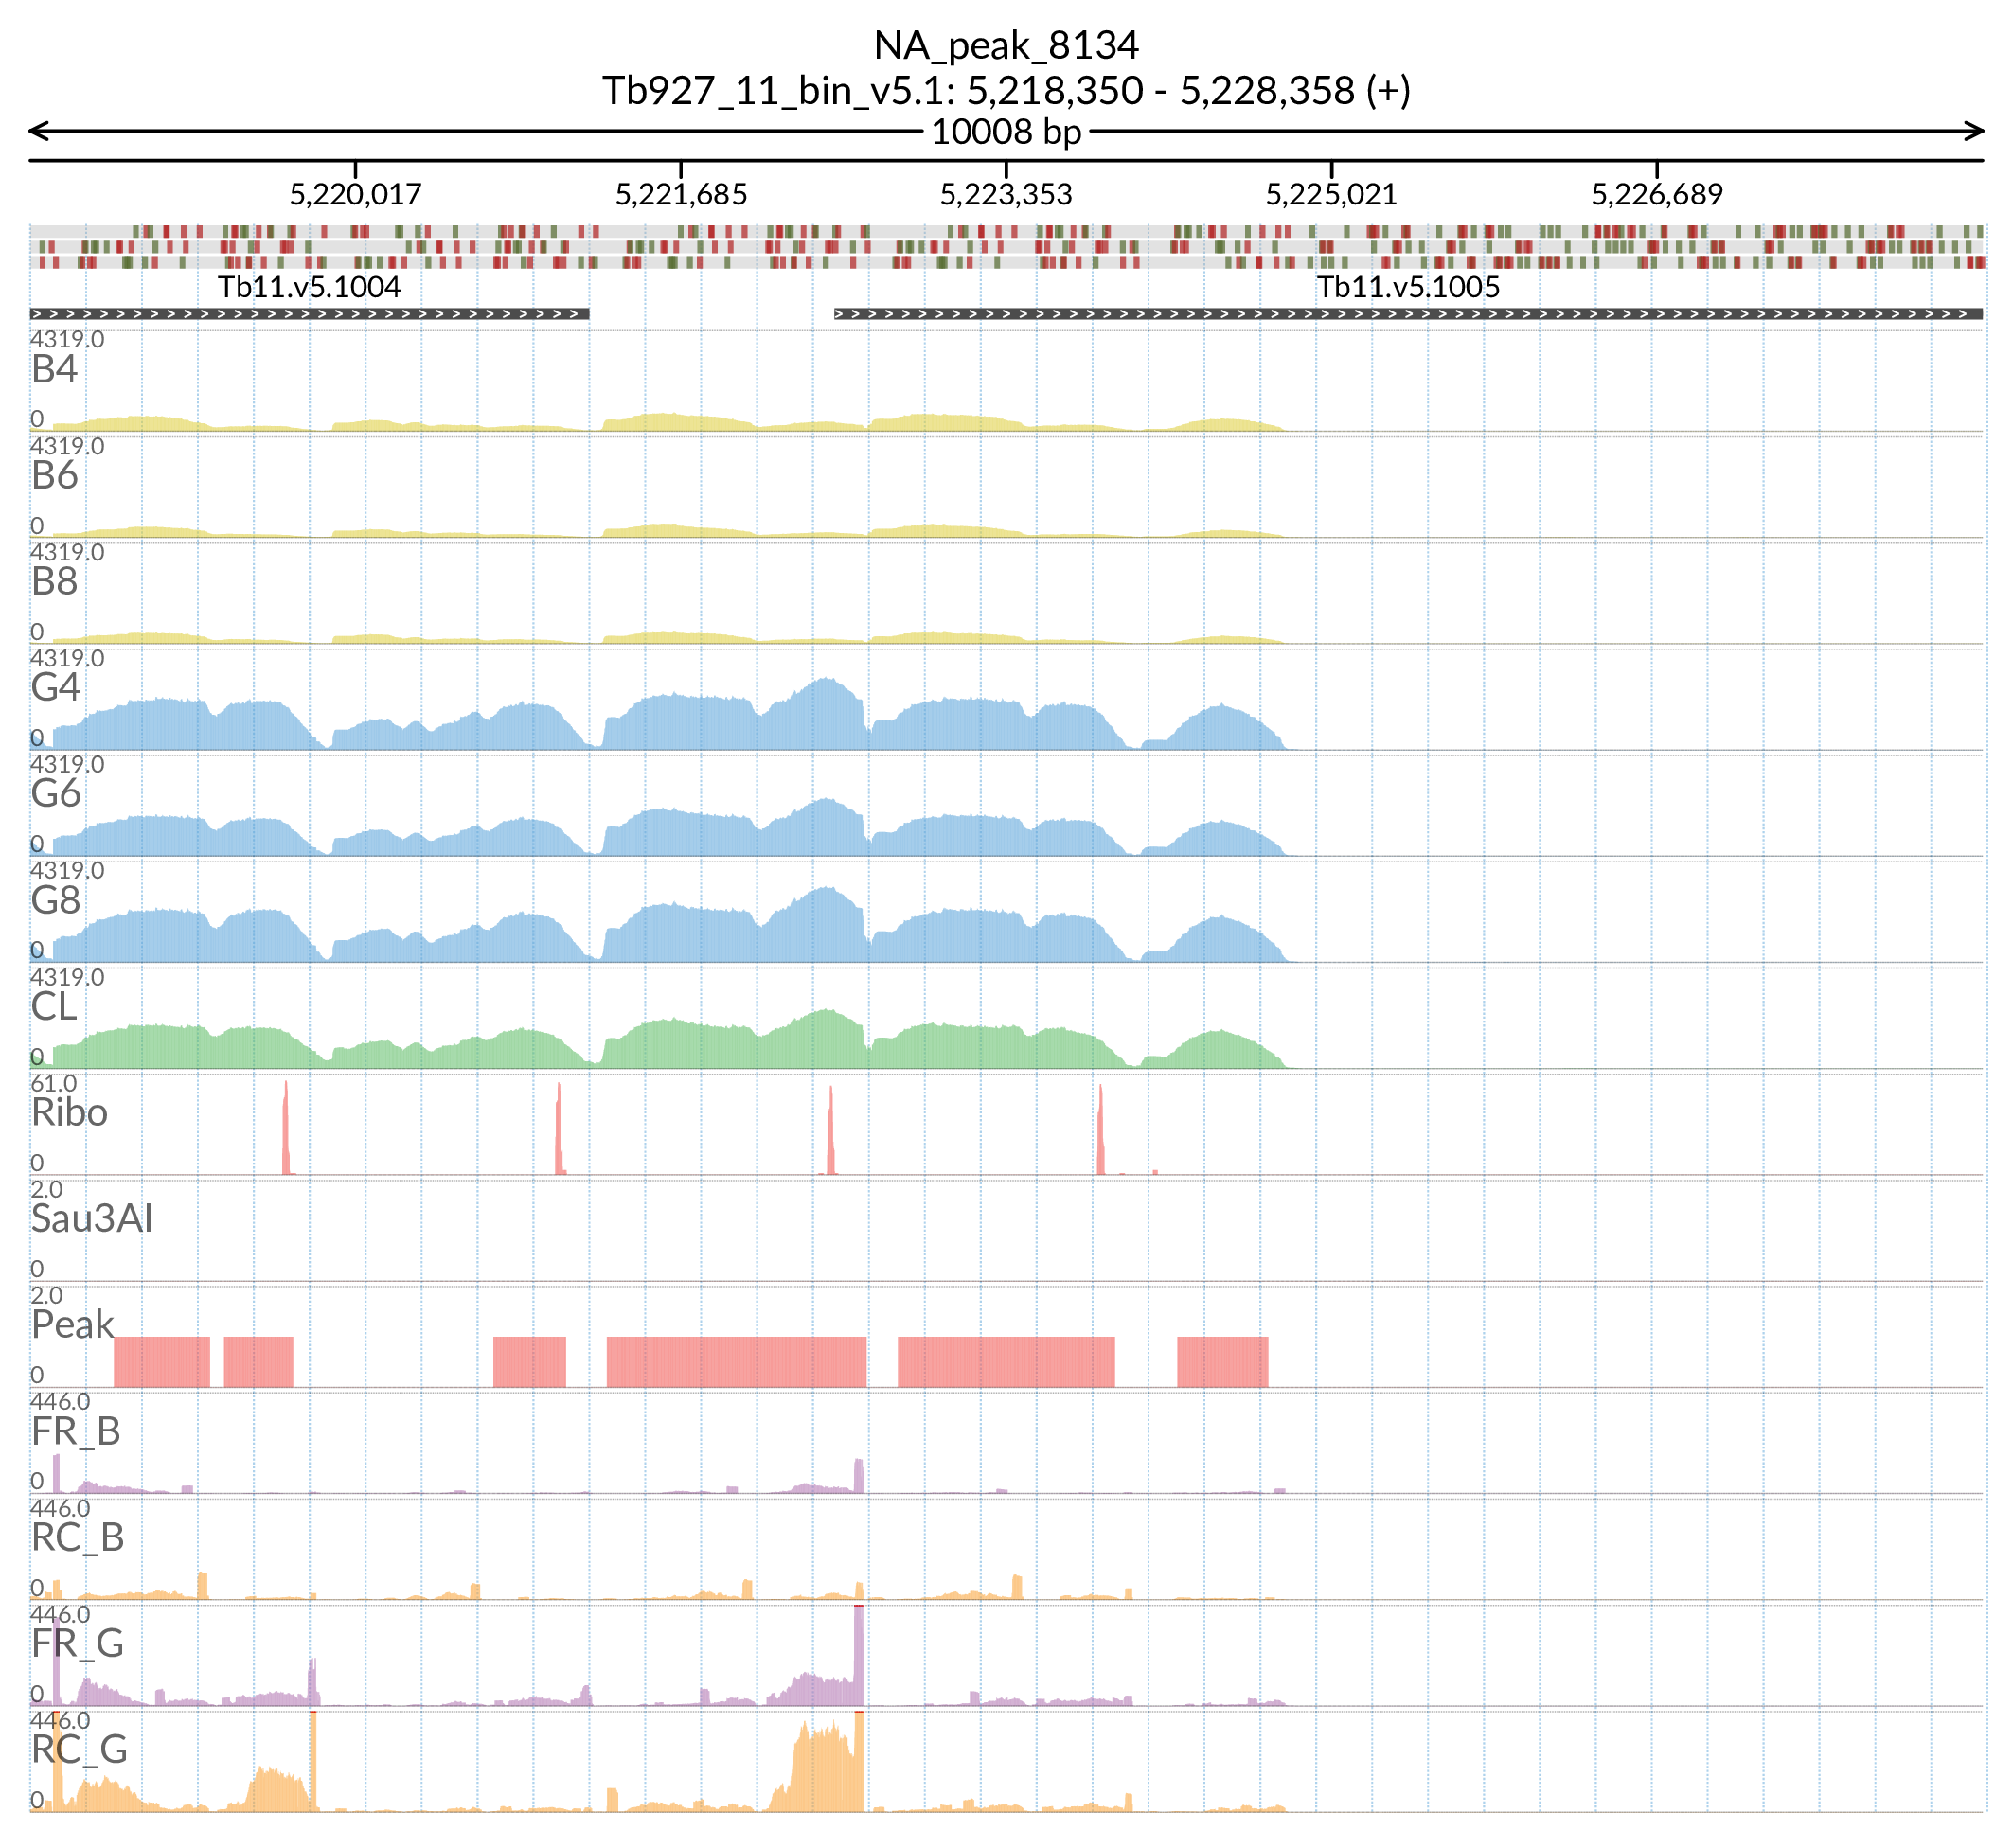 NA_peak_8134
Tb927_11_bin_v5.1: 5,218,350 - 5,228,358 (+)
10008 bp
5,220,017 5,221,685 5,223,353 5,225,021 5,226,689
Tb11.v5.1004 Tb11.v5.1005
4319.0
B4
0
4319.0
B6
0
4319.0
B8
0
4319.0
G4
0
4319.0
G6
0
4319.0
G8
0
4319.0
CL
0
61.0
Ribo
0
2.0
Sau3AI
0
2.0
Peak
0
446.0
FR_B
0
446.0
RC_B
0
446.0
FR_G
0
446.0
RC_G
0